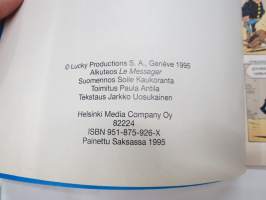 © Lucky Productions S. A., Genève 1995
Alkuteos Le Messager
Suomennos Soile Kaukoranta
Toimitus Paula Antila
Tekstaus Jarkko Uosukainen
Helsinki Media Company Oy
82224
ISBN 951-875-926-X
Painettu Saksassa 1995